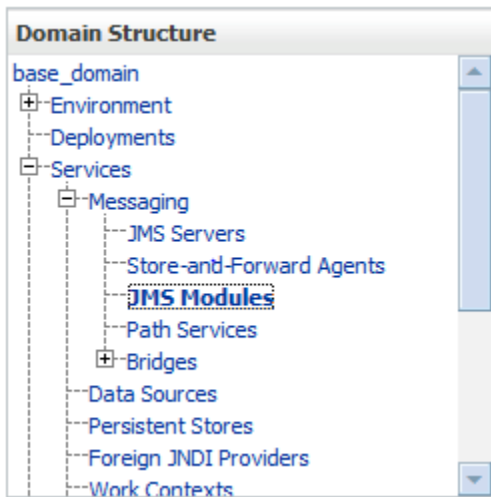 Domain Structure
base_domain
Environment
Deployments
Services
Messaging
JMS Servers
Store-and-Forward Agents
JMS Modules
Path Services
Bridges
Data Sources
Persistent Stores
Foreign JNDI Providers
Work Contexts